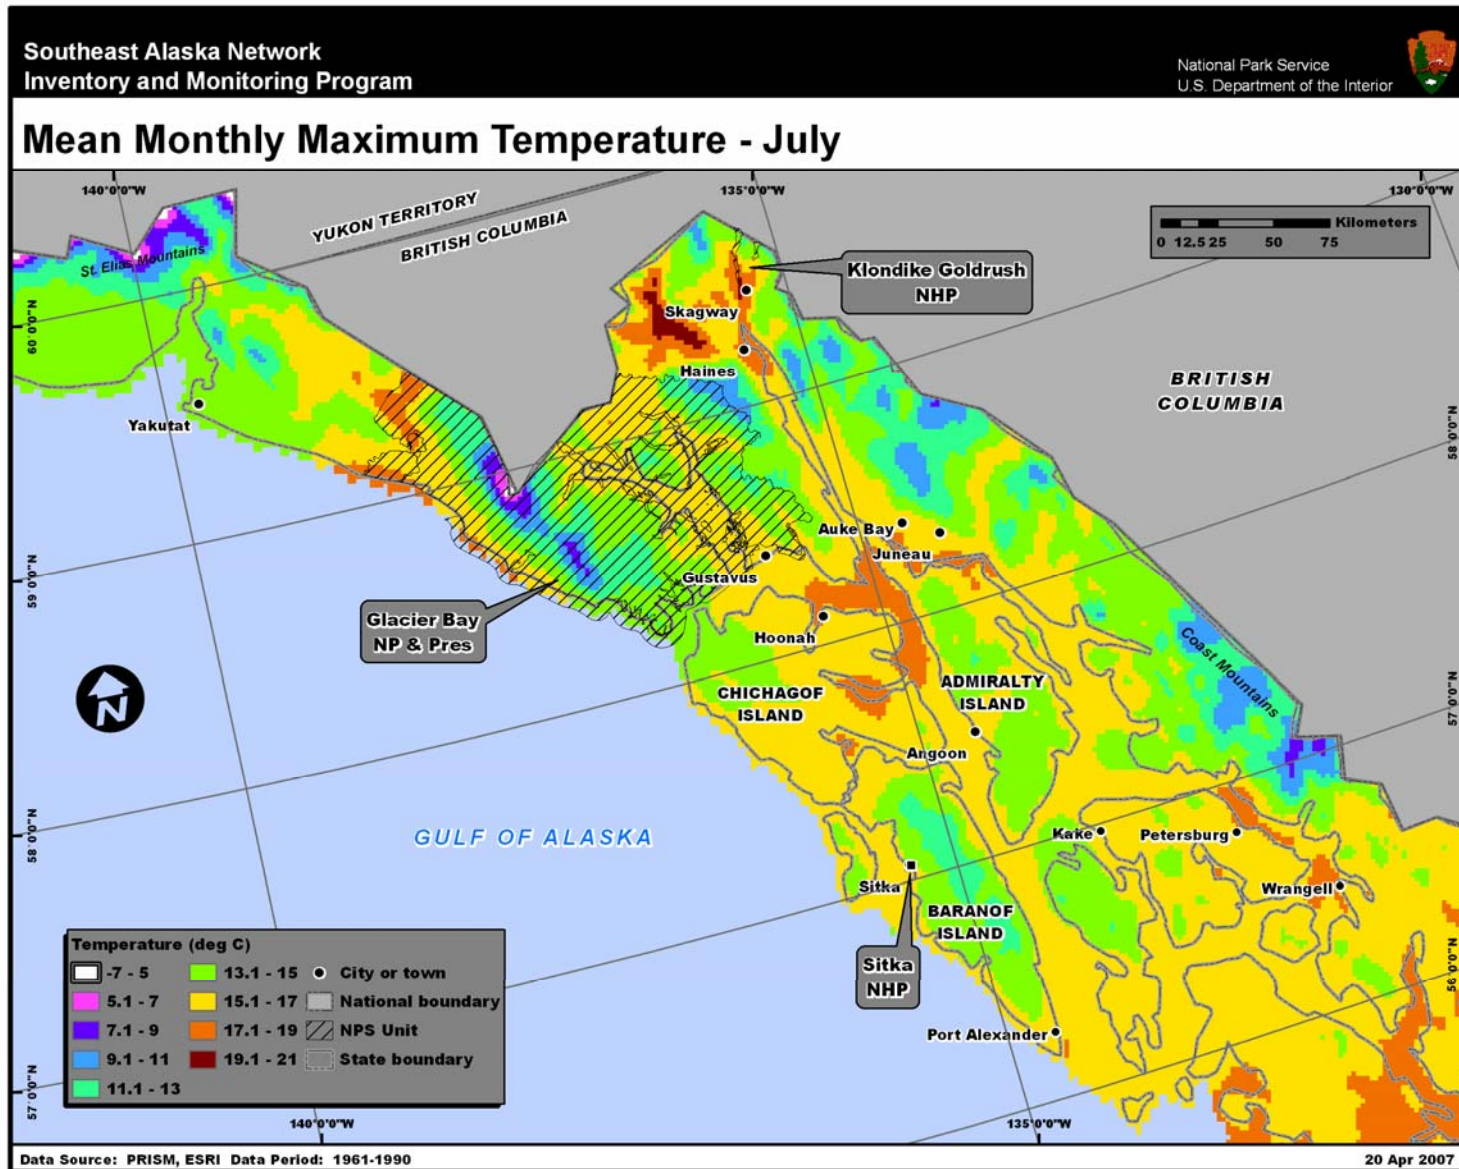 Southeast Alaska Network
Inventory and Monitoring Program
National Park Service
U.S. Department of the Interior
Mean Monthly Maximum Temperature - July
140°0'0"W
135°0'0"W
130°0'0"W
YUKON TERRITORY
BRITISH COLUMBIA
St. Elias Mountains
Kilometers
0 12.5 25 50 75
Klondike Goldrush
NHP
Skagway
60°0'0"N
Haines
BRITISH
COLUMBIA
Yakutat
58°0'0"N
Auke Bay
Juneau
59°0'0"N
Gustavus
Glacier Bay
NP & Pres
Hoonah
Coast Mountains
N
CHICHAGOF
ISLAND
ADMIRALTY
ISLAND
57°0'0"N
Angoon
58°0'0"N
GULF OF ALASKA
Kake
Petersburg
Sitka
Wrangell
BARANOF
ISLAND
Sitka
NHP
56°0'0"N
Port Alexander
Temperature (deg C)
-7 - 5
13.1 - 15
City or town
5.1 - 7
15.1 - 17
National boundary
7.1 - 9
17.1 - 19
NPS Unit
9.1 - 11
19.1 - 21
State boundary
11.1 - 13
57°0'0"N
140°0'0"W
135°0'0"W
Data Source: PRISM, ESRI Data Period: 1961-1990
20 Apr 2007